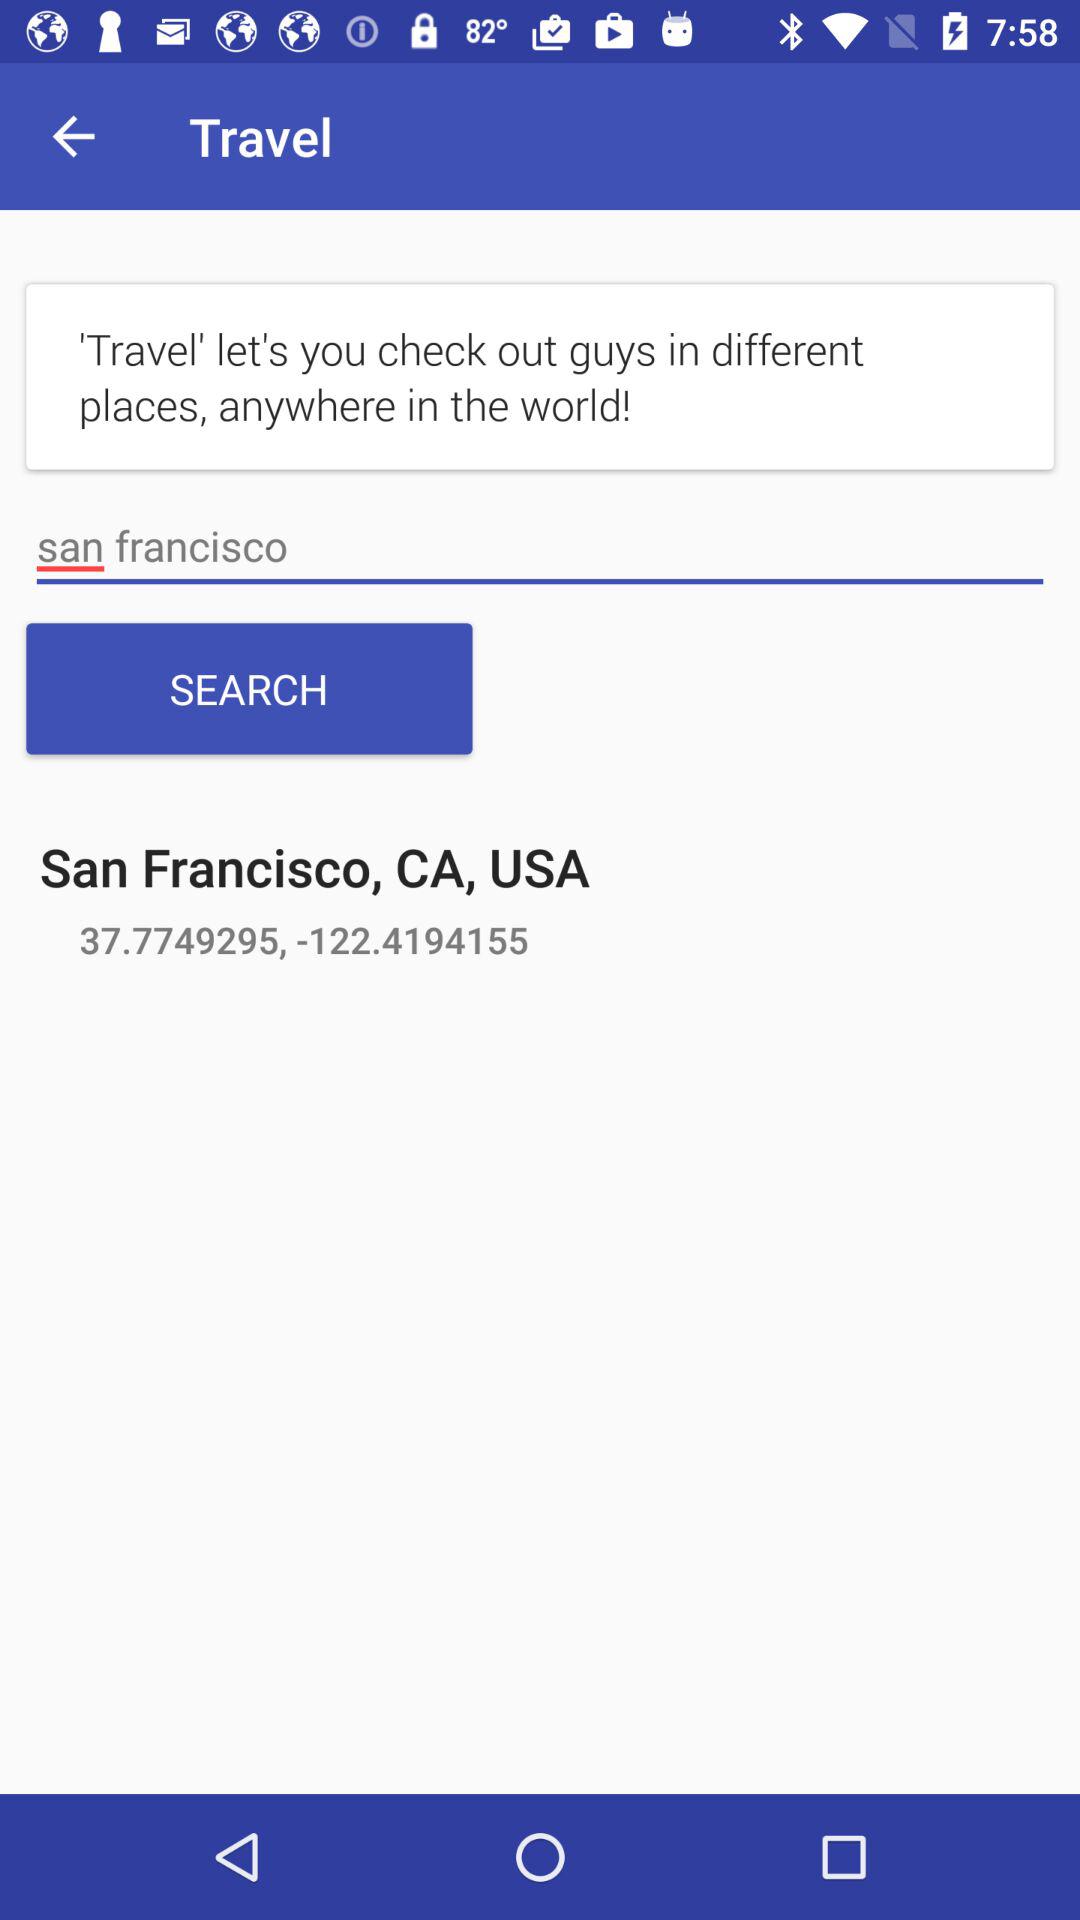 82° 7:58
Travel
'Travel' let's you check out guys in different
places, anywhere in the world!
san francisco
SEARCH
San Francisco, CA, USA
37.7749295, -122.4194155